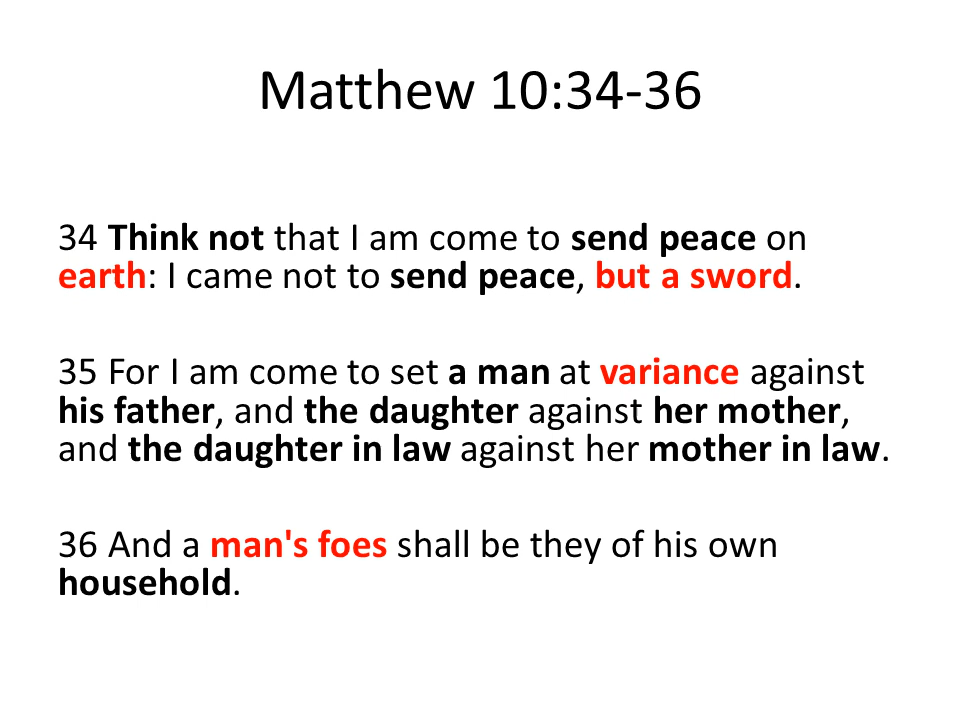 Matthew 10:34-36
34 Think not that I am come to send peace on
earth: I came not to send peace, but a sword.
35 For I am come to set a man at variance against
his father, and the daughter against her mother,
and the daughter in law against her mother in law.
36 And a man's foes shall be they of his own
household.